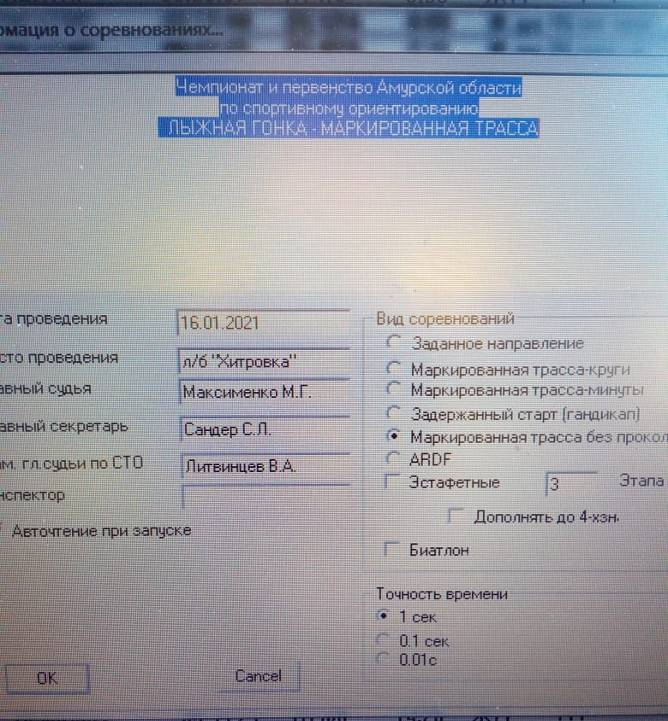 рмация о соревнованиях...
Чемпионат и первенство Амурской области
по спортивному ориентированию
ЛЫЖНАЯ ГОНКА - МАРКИРОВАННАЯ ТРАССА
та проведения
16.01.2021
сто проведения
л/б "Хитровка"
авный судья
Максименко М.Г.
авный секретарь
Сандер С.Л.
ам. гл.судьи по СТО
Литвинцев В.А.
нспектор
Авточтение при запуске
Вид соревнований
Заданное направление
Маркированная трасса-круги
Маркированная трасса-минуты
Задержанный старт (гандикап)
Маркированная трасса без прокол
ARDF
Эстафетные 3 Этапа
Дополнять до 4-хзн.
Биатлон
Точность времени
1 сек
0.1 сек
0.01с
OK Cancel